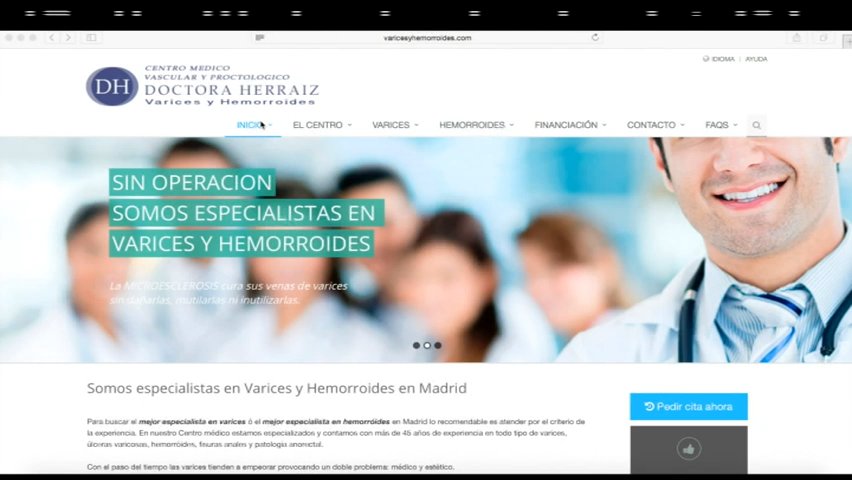 varicesyhemorroides.com
IDIOMA | AYUDA
DH
CENTRO MEDICO
VASCULAR Y PROCTOLOGICO
DOCTORA HERRAIZ
Varices y Hemorroides
INICIO EL CENTRO VARICES HEMORROIDES FINANCIACIÓN CONTACTO FAQS
SIN OPERACION
SOMOS ESPECIALISTAS EN
VARICES Y HEMORROIDES
La MICROESCLEROSIS cura sus venas de varices
sin dañarlas, mutilarlas ni inutilizarlas.
Somos especialistas en Varices y Hemorroides en Madrid
Pedir cita ahora
Para buscar el mejor especialista en varices ó el mejor especialista en hemorróides en Madrid lo recomendable es atender por el criterio de
la experiencia. En nuestro Centro médico estamos especializados y contamos con más de 45 años de experiencia en todo tipo de varices,
úlceras varicosas, hemorróides, fisuras anales y patología anorrectal.
Con el paso del tiempo las varices tienden a empeorar provocando un doble problema: médico y estético.